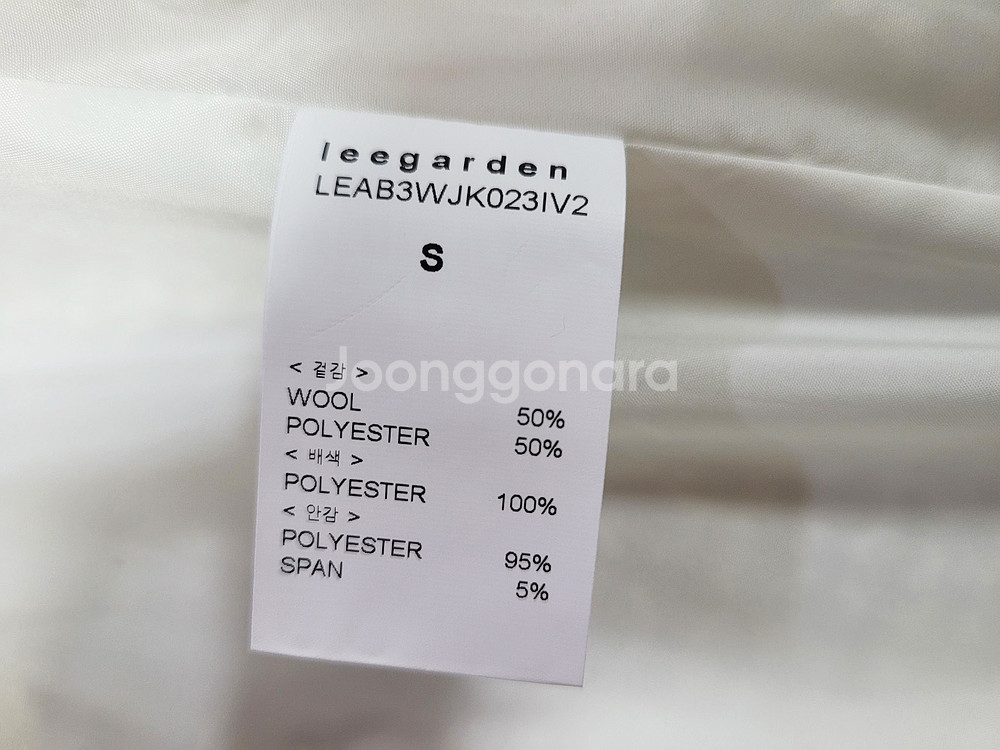 leegarden
LEAB3WJK023IV2
S
Joonggonara
< 겉감 >
WOOL 50%
POLYESTER 50%
< 배색 >
POLYESTER 100%
< 안감 >
POLYESTER 95%
SPAN 5%